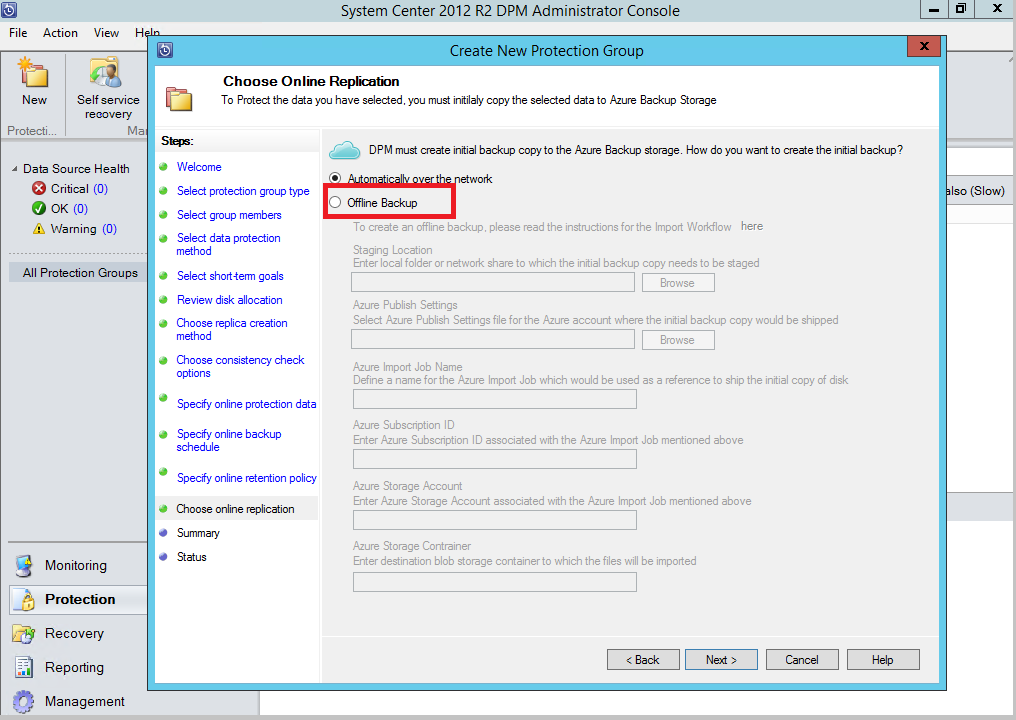 System Center 2012 R2 DPM Administrator Console
File Action View Help
New
Self service
recovery
Protecti...
Mar
Data Source Health
Critical (0)
OK (0)
Warning (0)
All Protection Groups
Monitoring
Protection
Recovery
Reporting
Management
also (Slow)
Create New Protection Group
X
Choose Online Replication
To Protect the data you have selected, you must initilaly copy the selected data to Azure Backup Storage
Steps:
Welcome
Select protection group type
Select group members
Select data protection
method
Select short-term goals
Review disk allocation
Choose replica creation
method
Choose consistency check
options
Specify online protection data
Specify online backup
schedule
Specify online retention policy
Choose online replication
Summary
Status
DPM must create initial backup copy to the Azure Backup storage. How do you want to create the initial backup?
Automatically over the network
Offline Backup
To create an offline backup, please read the instructions for the Import Workflow here
Staging Location
Enter local folder or network share to which the initial backup copy needs to be staged
Browse
Azure Publish Settings
Select Azure Publish Settings file for the Azure account where the initial backup copy would be shipped
Browse
Azure Import Job Name
Define a name for the Azure Import Job which would be used as a reference to ship the initial copy of disk
Azure Subscription ID
Enter Azure Subscription ID associated with the Azure Import Job mentioned above
Azure Storage Account
Enter Azure Storage Account associated with the Azure Import Job mentioned above
Azure Storage Contrainer
Enter destination blob storage container to which the files will be imported
< Back Next > Cancel Help